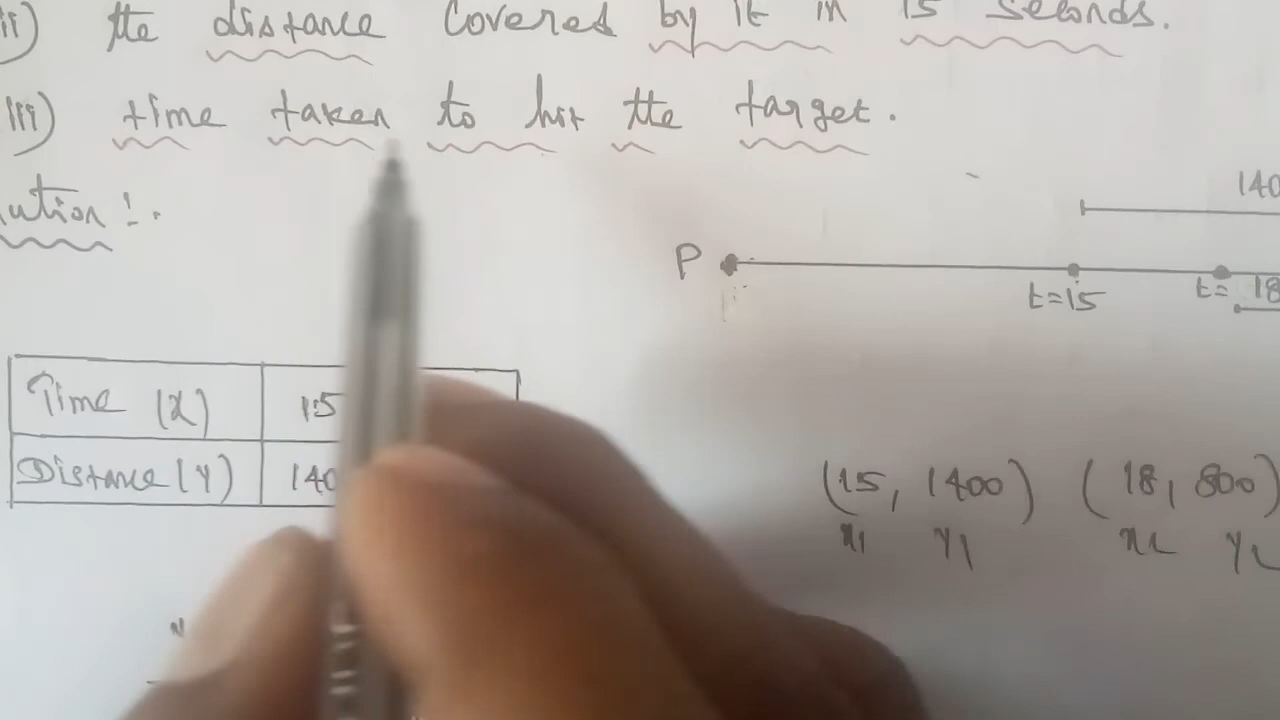 ii) the distance covered by it in 15 seconds.
iii) time taken to hit the target.
ution :.
140
P
t=15 t= 18
Time (x) 15
Distance (y) 140
(15, 1400) (18, 800)
x1 y1 x2 y2